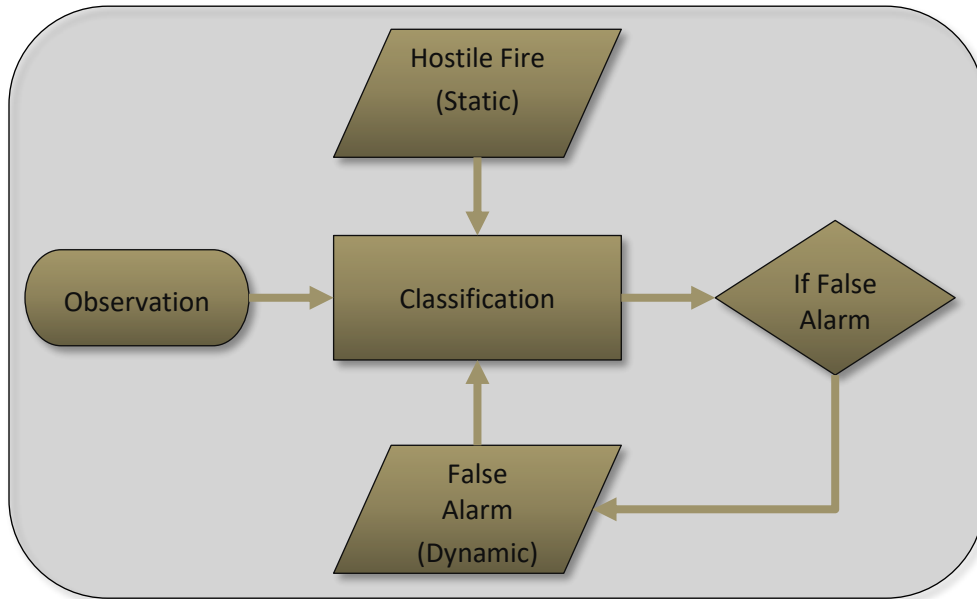 Hostile Fire
(Static)
Observation
Classification
If False
Alarm
False
Alarm
(Dynamic)